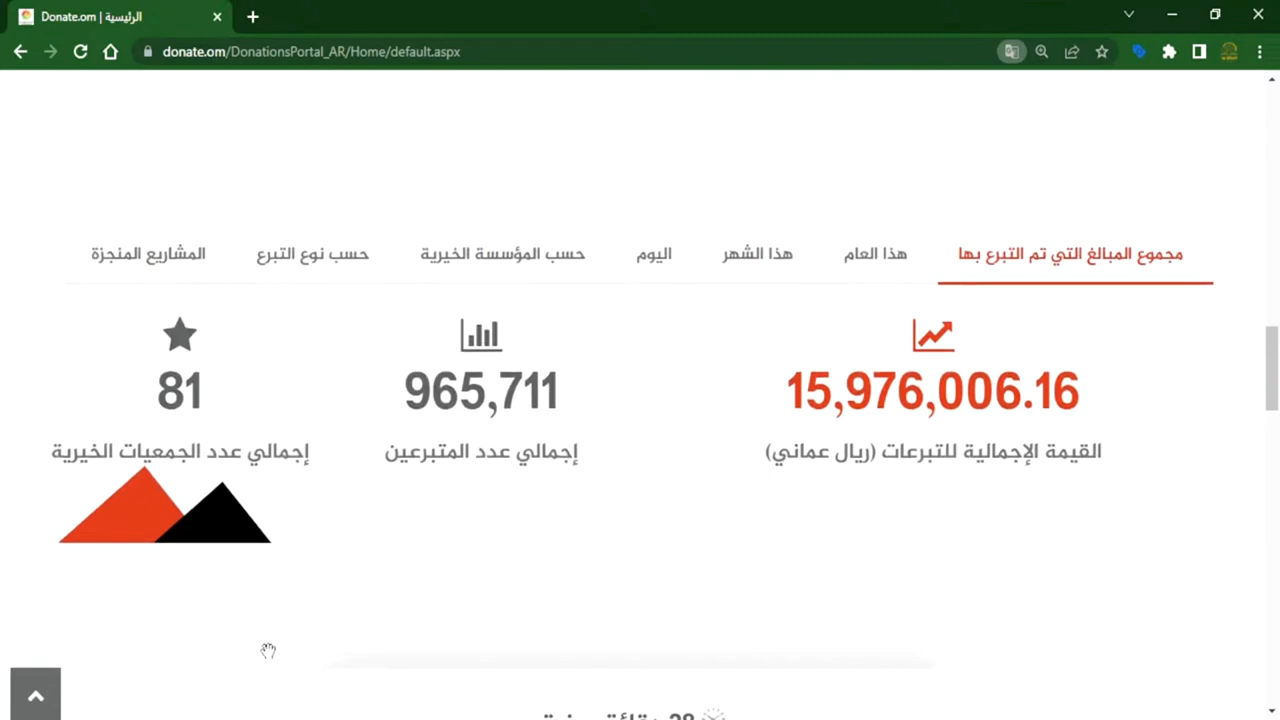 Donate.om | الرئيسية
donate.om/DonationsPortal_AR/Home/default.aspx
مجموع المبالغ التي تم التبرع بها
هذا العام
هذا الشهر
اليوم
حسب المؤسسة الخيرية
حسب نوع التبرع
المشاريع المنجزة
15,976,006.16
965,711
81
القيمة الإجمالية للتبرعات (ريال عماني)
إجمالي عدد المتبرعين
إجمالي عدد الجمعيات الخيرية